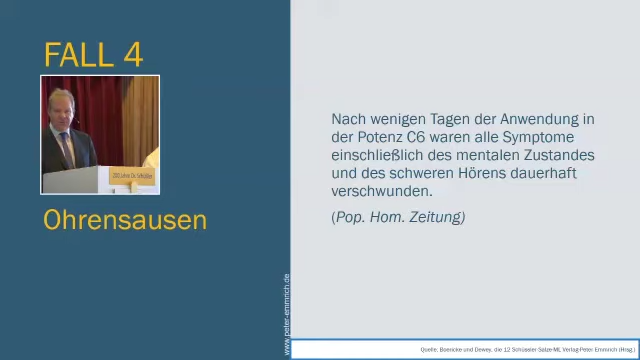 FALL 4
Ohrensausen
Nach wenigen Tagen der Anwendung in
der Potenz C6 waren alle Symptome
einschließlich des mentalen Zustandes
und des schweren Hörens dauerhaft
verschwunden.
(Pop. Hom. Zeitung)
www.peter-emmrich.de
Quelle: Boericke und Dewey, die 12 Schüssler-Salze-ML Verlag-Peter Emmrich (Hrsg.)